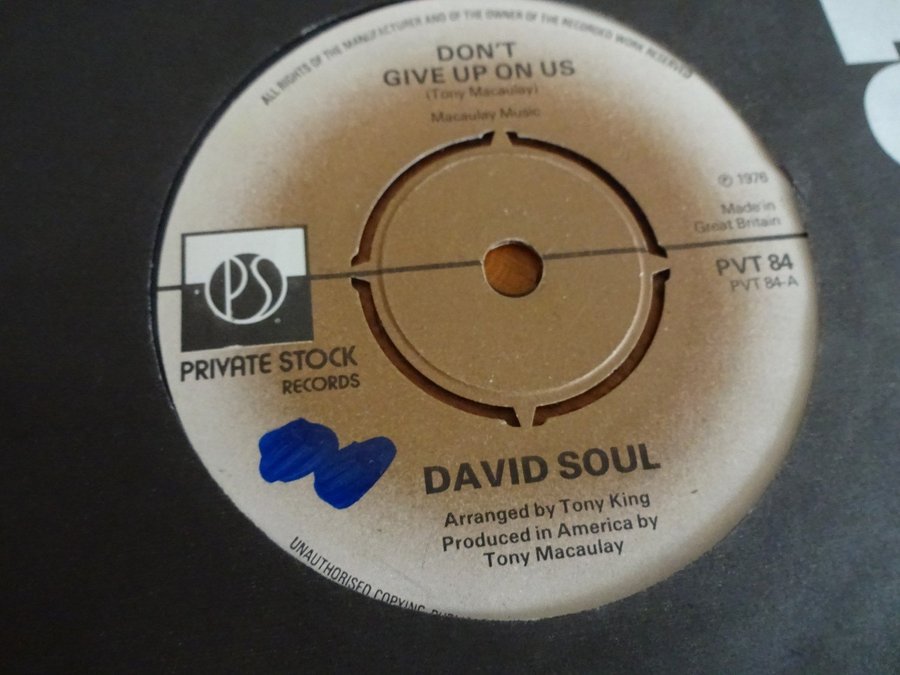 ALL RIGHTS OF THE MANUFACTURER AND OF THE OWNER OF THE RECORDED WORK RESERVED
DON'T
GIVE UP ON US
(Tony Macaulay)
Macaulay Music
℗ 1976
Made in
Great Britain
PVT 84
PVT 84-A
PS
PRIVATE STOCK
RECORDS
DAVID SOUL
Arranged by Tony King
Produced in America by
Tony Macaulay
UNAUTHORISED COPYING